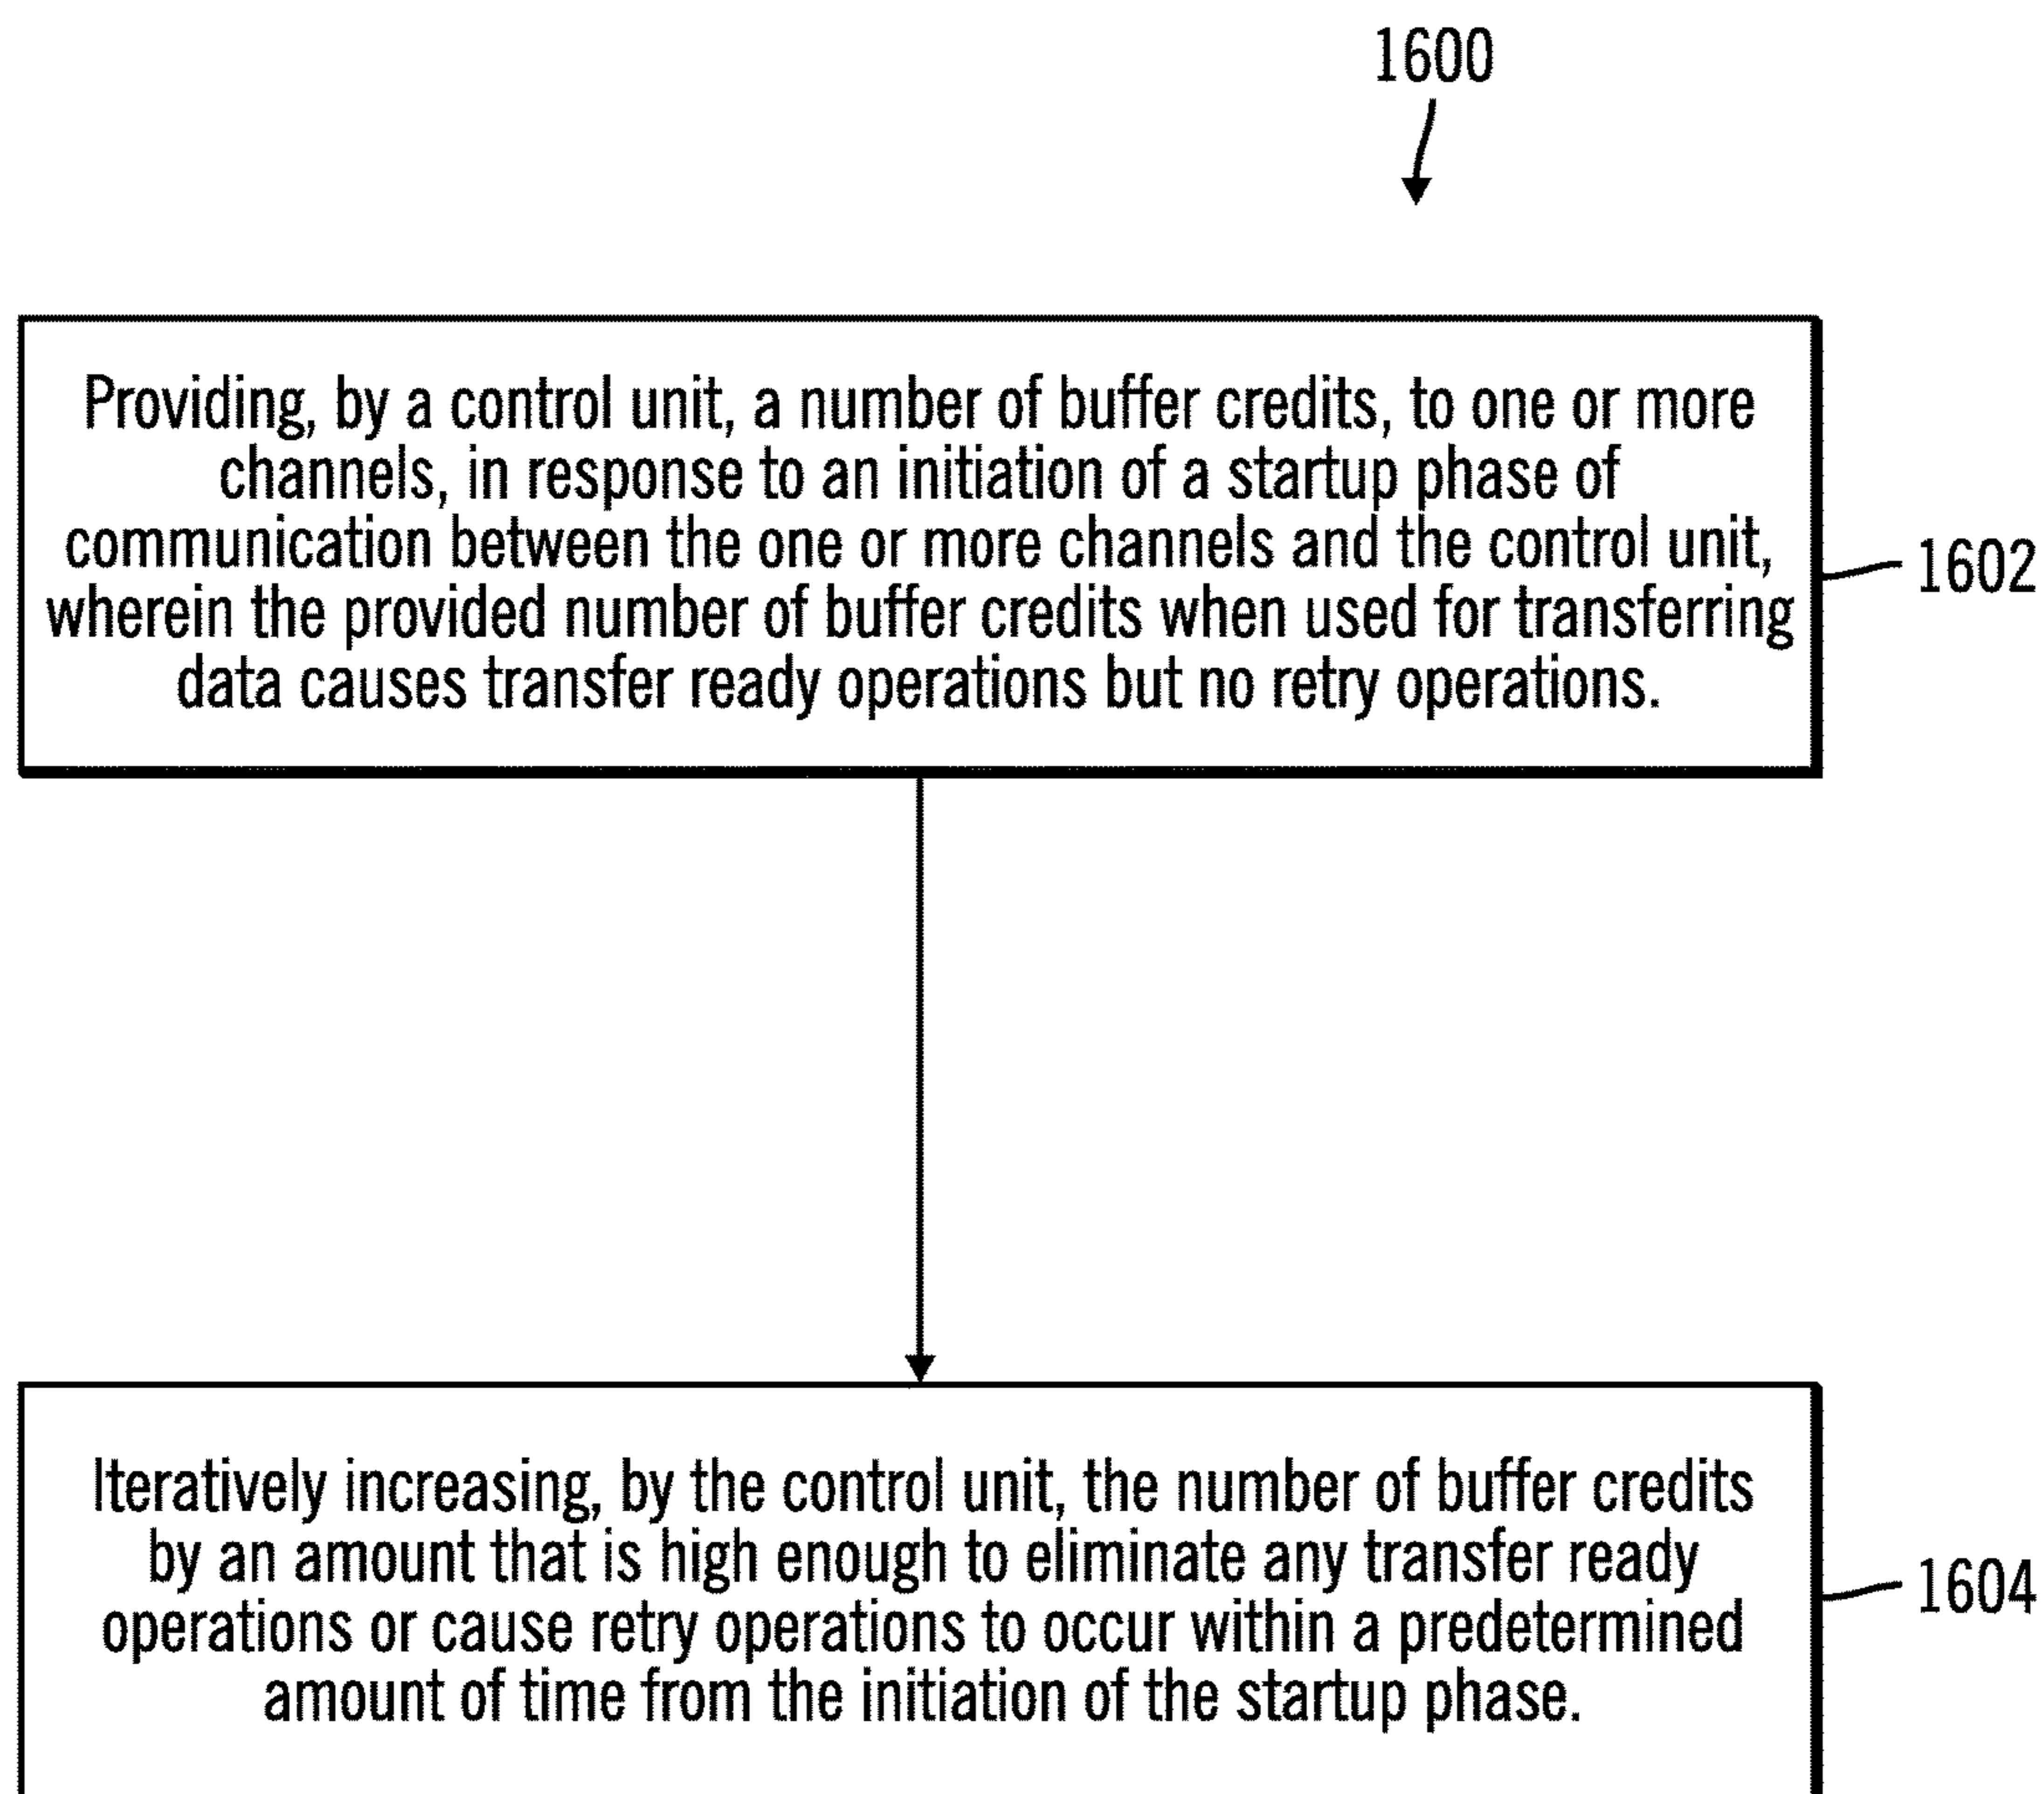 1600
Providing, by a control unit, a number of buffer credits, to one or more
channels, in response to an initiation of a startup phase of
communication between the one or more channels and the control unit,
wherein the provided number of buffer credits when used for transferring
data causes transfer ready operations but no retry operations.
1602
Iteratively increasing, by the control unit, the number of buffer credits
by an amount that is high enough to eliminate any transfer ready
operations or cause retry operations to occur within a predetermined
amount of time from the initiation of the startup phase.
1604